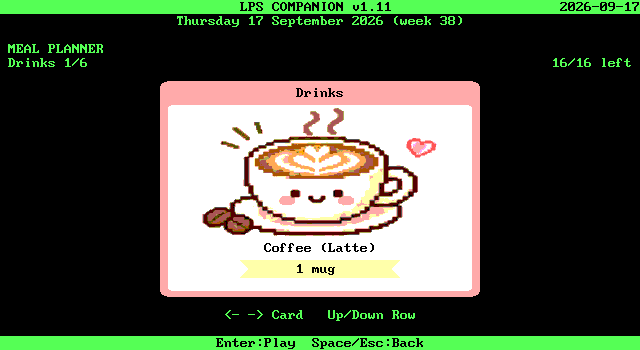 LPS COMPANION v1.11 2026-09-17
Thursday 17 September 2026 (week 38)
MEAL PLANNER
Drinks 1/6 16/16 left
Drinks
Coffee (Latte)
1 mug
<- -> Card Up/Down Row
Enter:Play Space/Esc:Back